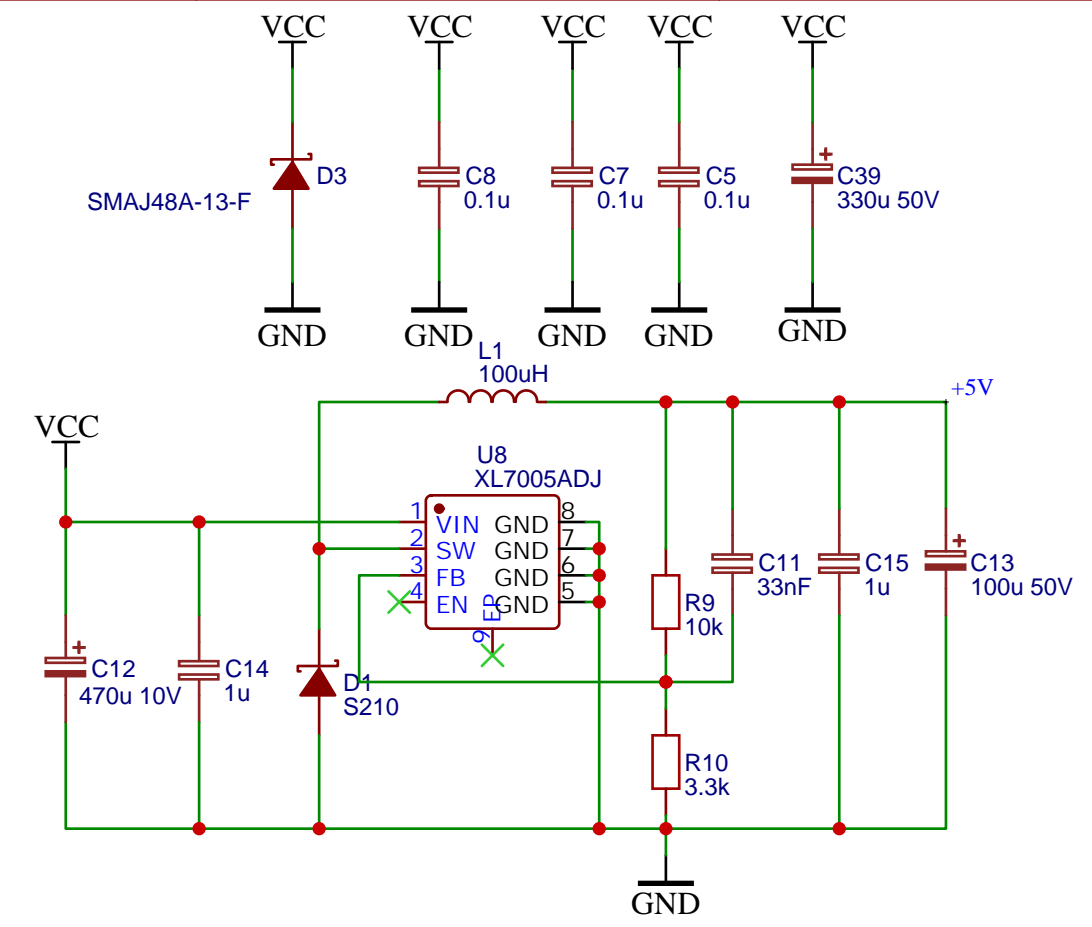 VCC
VCC
VCC
VCC
VCC
D3
SMAJ48A-13-F
C8
0.1u
C7
0.1u
C5
0.1u
+
C39
330u 50V
GND
GND
GND
GND
GND
L1
100uH
+5V
VCC
U8
XL7005ADJ
1
VIN
GND
8
2
SW
GND
7
3
FB
GND
6
4
EN
GND
5
EP
9
+
C12
470u 10V
C14
1u
D1
S210
R9
10k
C11
33nF
C15
1u
+
C13
100u 50V
R10
3.3k
GND